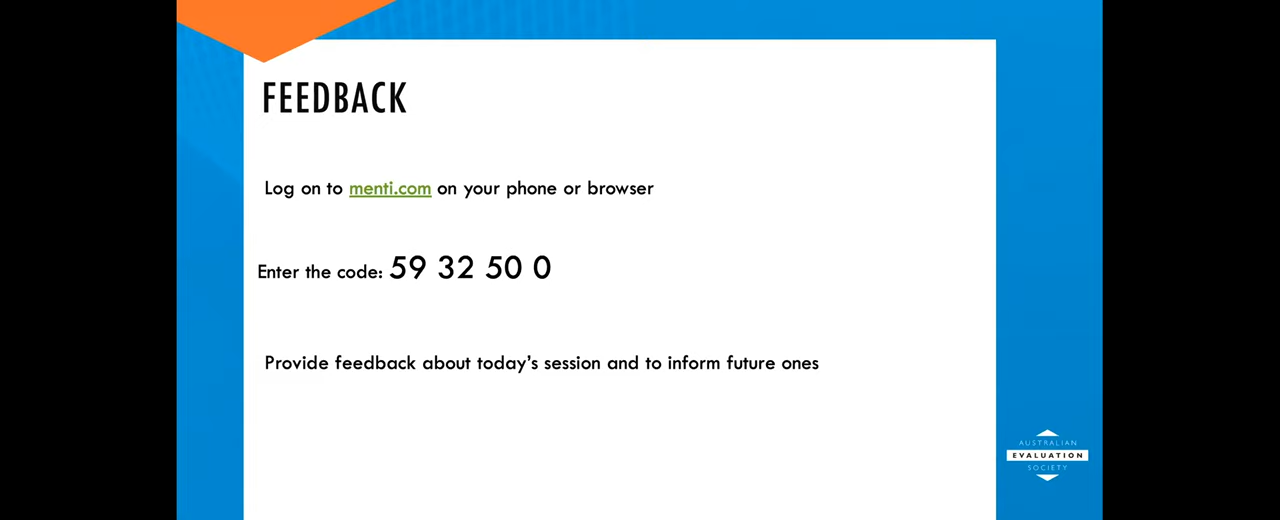 FEEDBACK
Log on to menti.com on your phone or browser
Enter the code: 59 32 50 0
Provide feedback about today's session and to inform future ones
AUSTRALIAN
EVALUATION
SOCIETY